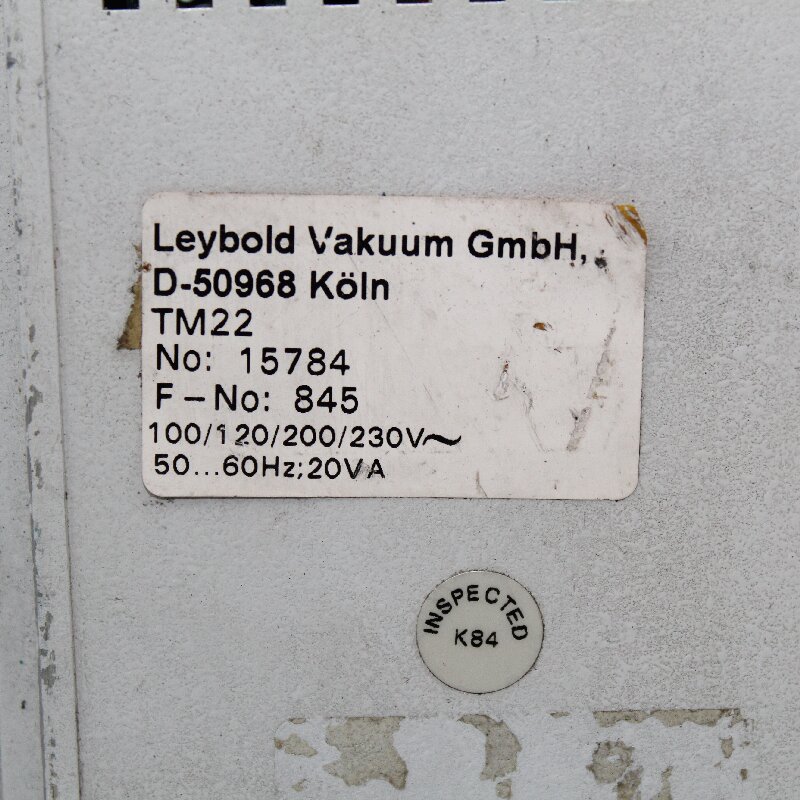 Leybold Vakuum GmbH,
D-50968 Köln
TM22
No: 15784
F-No: 845
100/120/200/230V~
50...60Hz;20VA
INSPECTED
K84